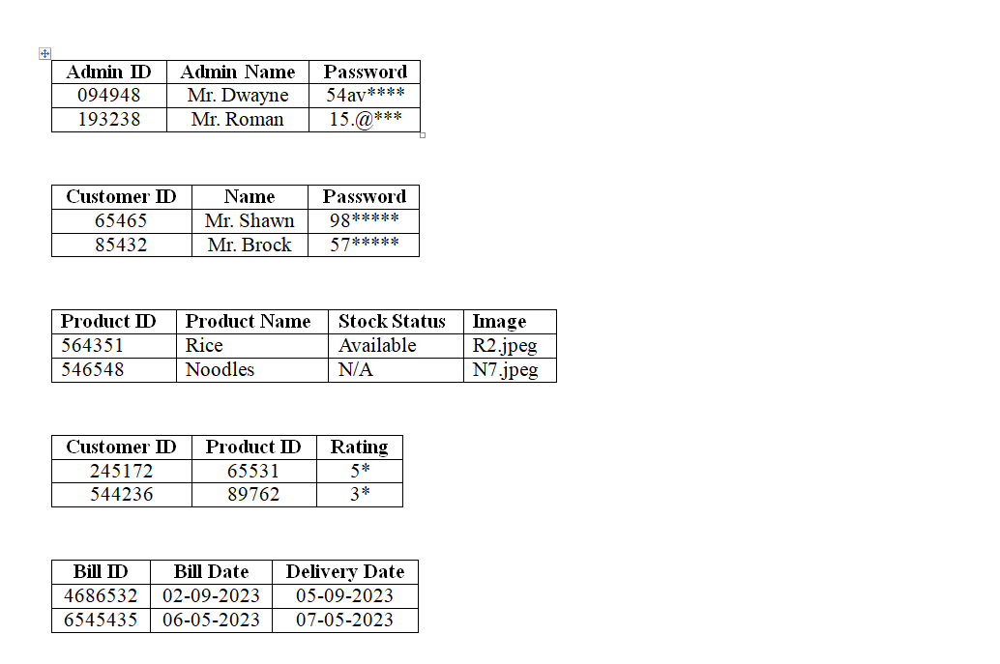 Admin ID Admin Name Password
094948 Mr. Dwayne 54av****
193238 Mr. Roman 15.@***
Customer ID Name Password
65465 Mr. Shawn 98*****
85432 Mr. Brock 57*****
Product ID Product Name Stock Status Image
564351 Rice Available R2.jpeg
546548 Noodles N/A N7.jpeg
Customer ID Product ID Rating
245172 65531 5*
544236 89762 3*
Bill ID Bill Date Delivery Date
4686532 02-09-2023 05-09-2023
6545435 06-05-2023 07-05-2023